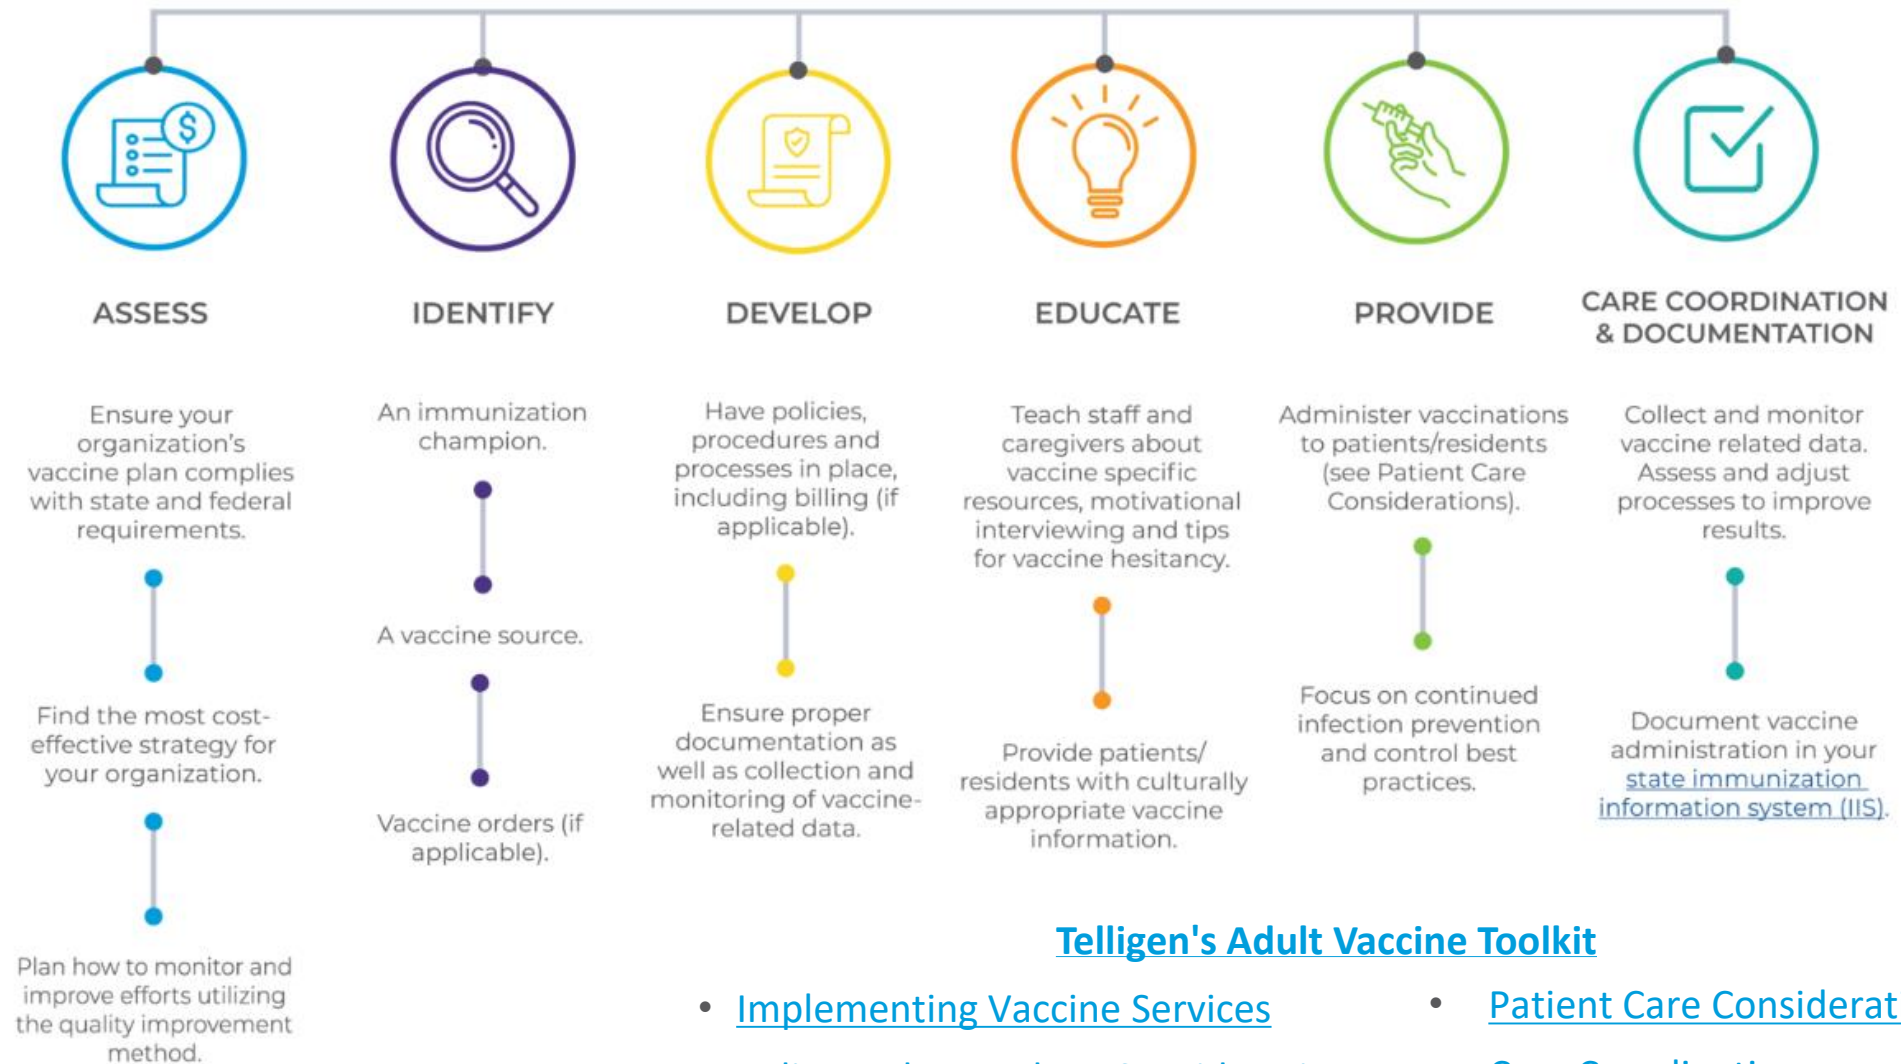 $
ASSESS
Ensure your
organization's
vaccine plan complies
with state and federal
requirements.
Find the most cost-
effective strategy for
your organization.
Plan how to monitor and
improve efforts utilizing
the quality improvement
method.
IDENTIFY
An immunization
champion.
A vaccine source.
Vaccine orders (if
applicable).
DEVELOP
Have policies,
procedures and
processes in place,
including billing (if
applicable).
Ensure proper
documentation as
well as collection and
monitoring of vaccine-
related data.
EDUCATE
Teach staff and
caregivers about
vaccine specific
resources, motivational
interviewing and tips
for vaccine hesitancy.
Provide patients/
residents with culturally
appropriate vaccine
information.
PROVIDE
Administer vaccinations
to patients/residents
(see Patient Care
Considerations).
Focus on continued
infection prevention
and control best
practices.
CARE COORDINATION
& DOCUMENTATION
Collect and monitor
vaccine related data.
Assess and adjust
processes to improve
results.
Document vaccine
administration in your
state immunization
information system (IIS).
Telligen's Adult Vaccine Toolkit
• Implementing Vaccine Services
• Patient Care Considerat